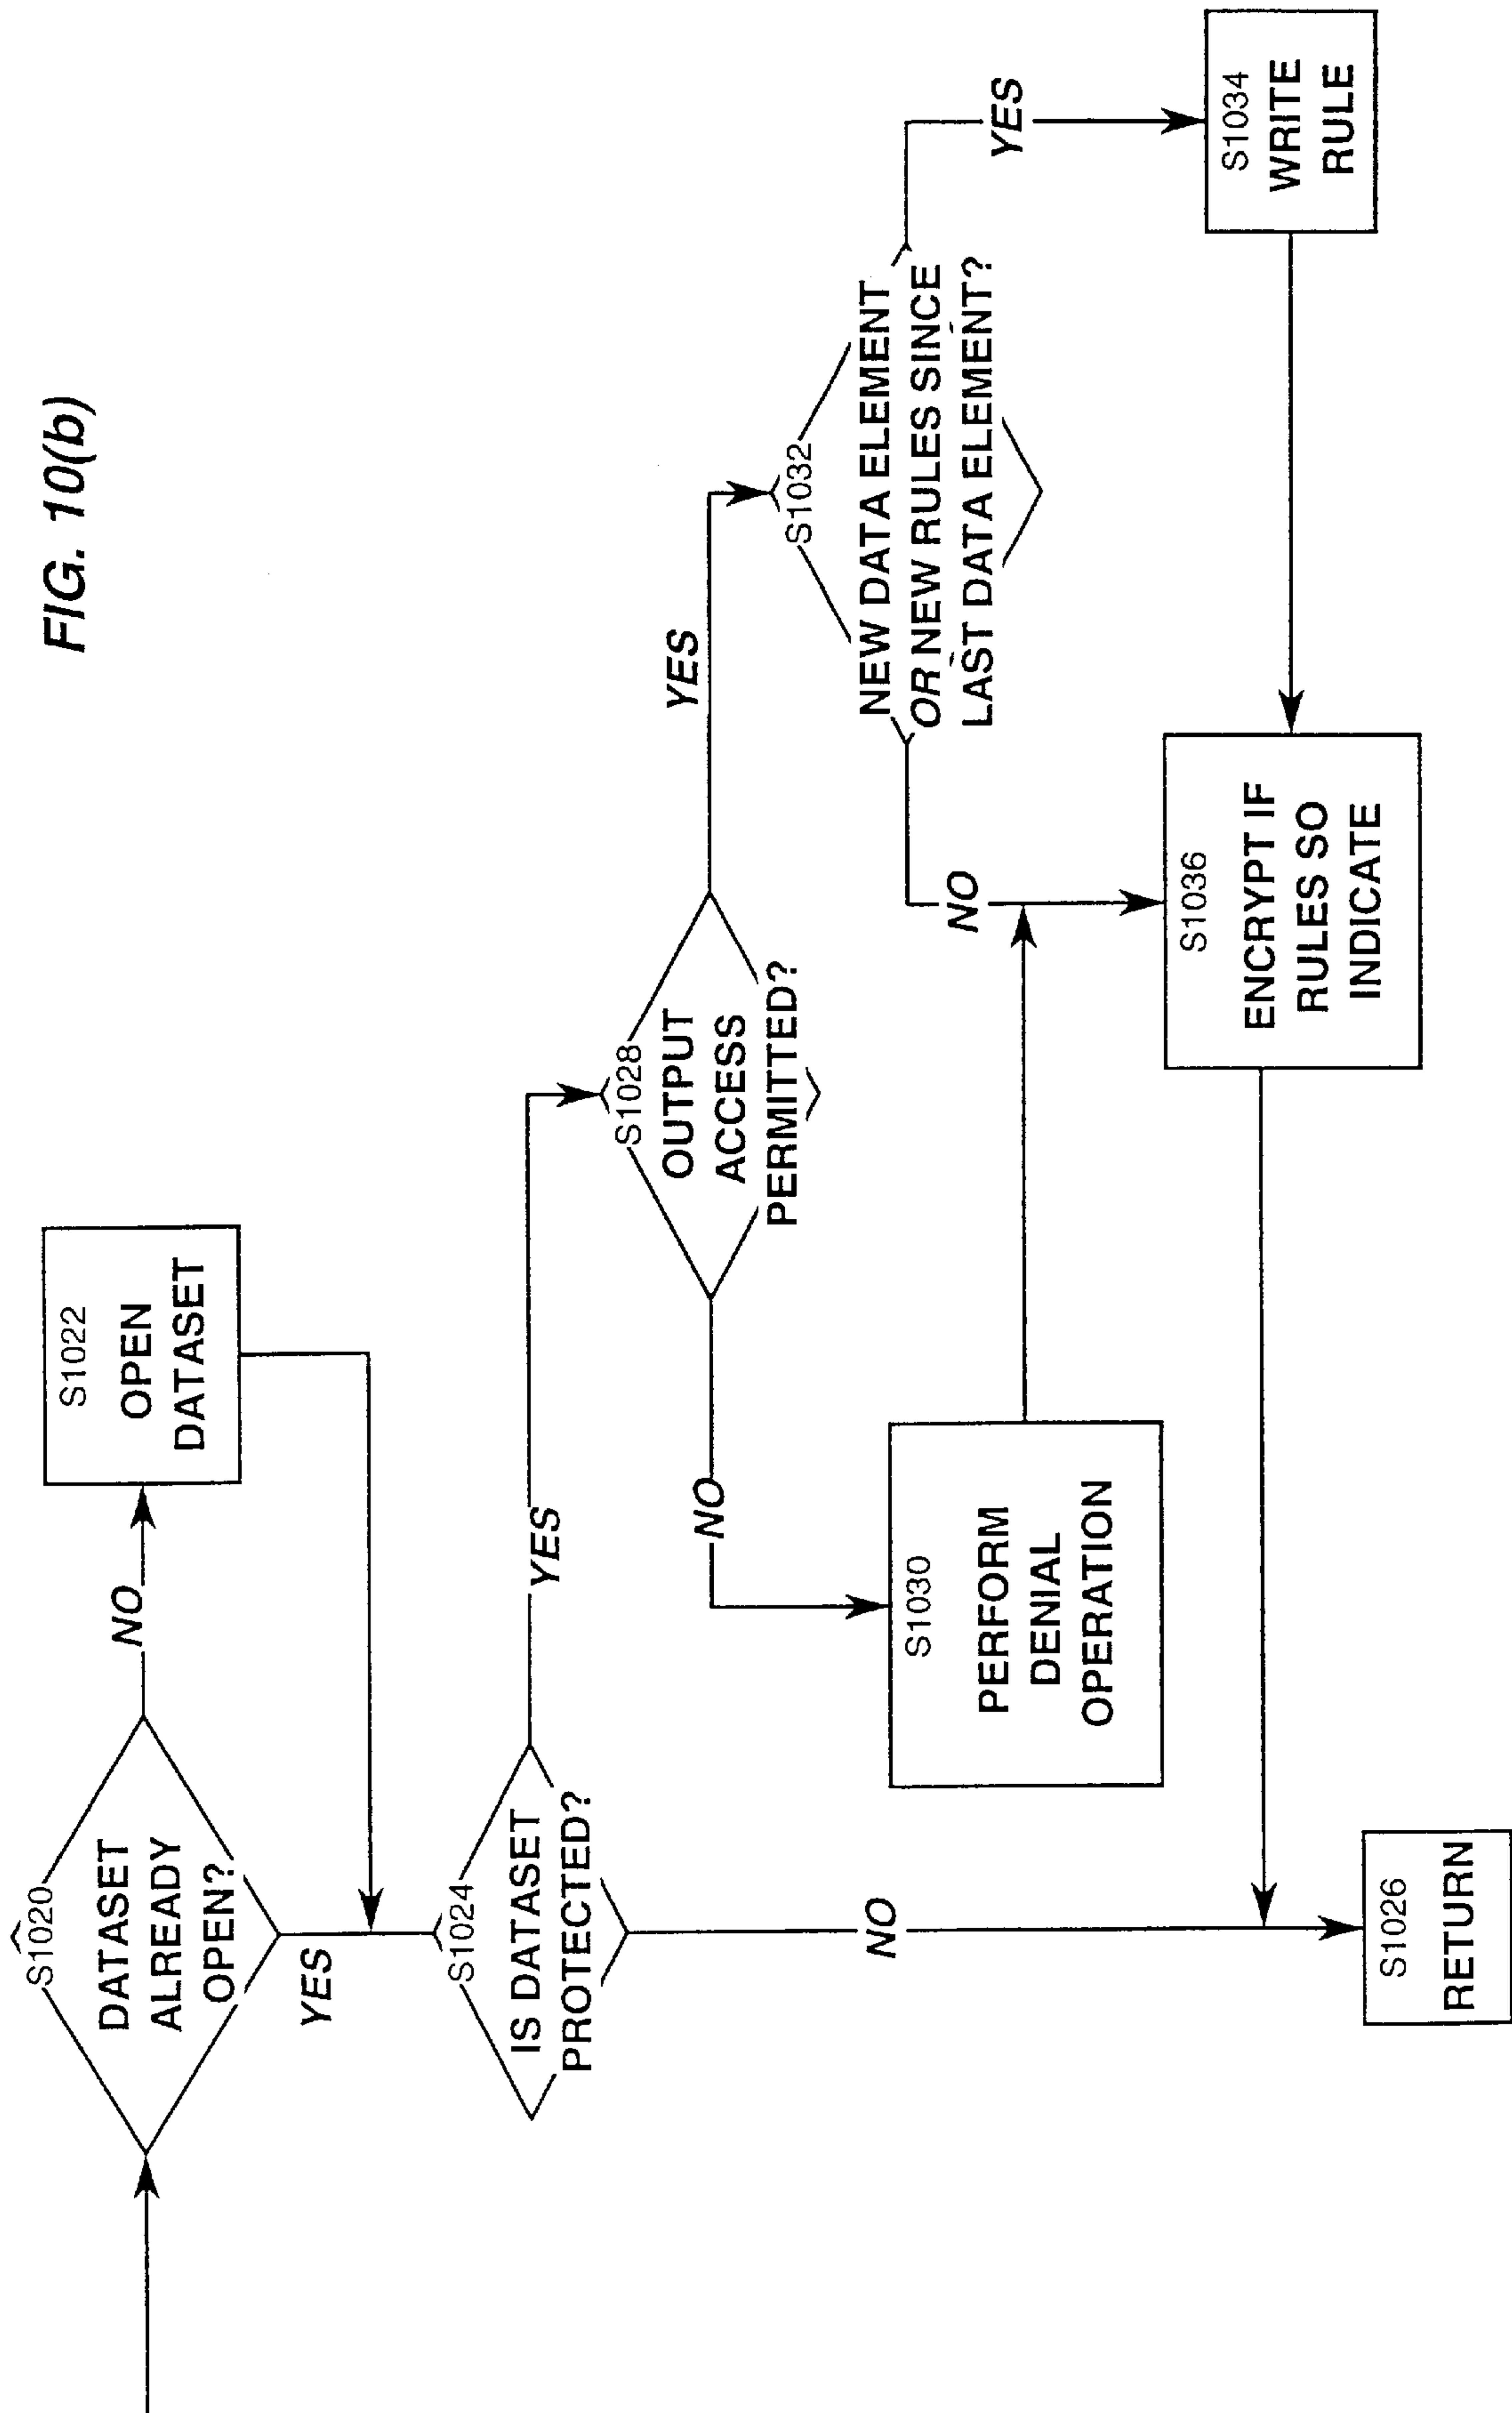 FIG. 10(b)
S1020
DATASET
ALREADY
OPEN?
NO
S1022
OPEN
DATASET
YES
S1024
IS DATASET
PROTECTED?
YES
NO
S1028
OUTPUT
ACCESS
PERMITTED?
YES
NO
S1030
PERFORM
DENIAL
OPERATION
S1032
NEW DATA ELEMENT
OR NEW RULES SINCE
LAST DATA ELEMENT?
YES
NO
S1034
WRITE
RULE
S1036
ENCRYPT IF
RULES SO
INDICATE
S1026
RETURN